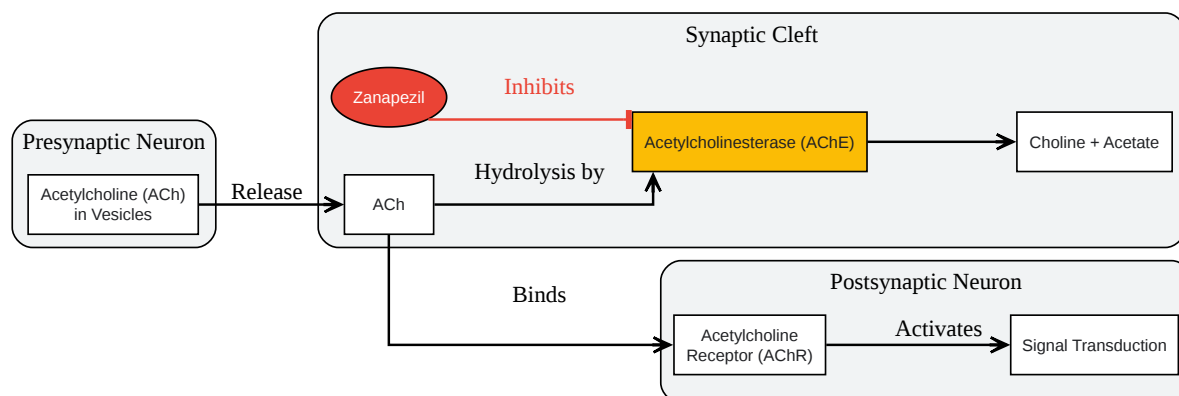 Synaptic Cleft
Zanapezil
Inhibits
Acetylcholinesterase (AChE)
Choline + Acetate
Presynaptic Neuron
Acetylcholine (ACh)
in Vesicles
Release
ACh
Hydrolysis by
Binds
Postsynaptic Neuron
Acetylcholine
Receptor (AChR)
Activates
Signal Transduction